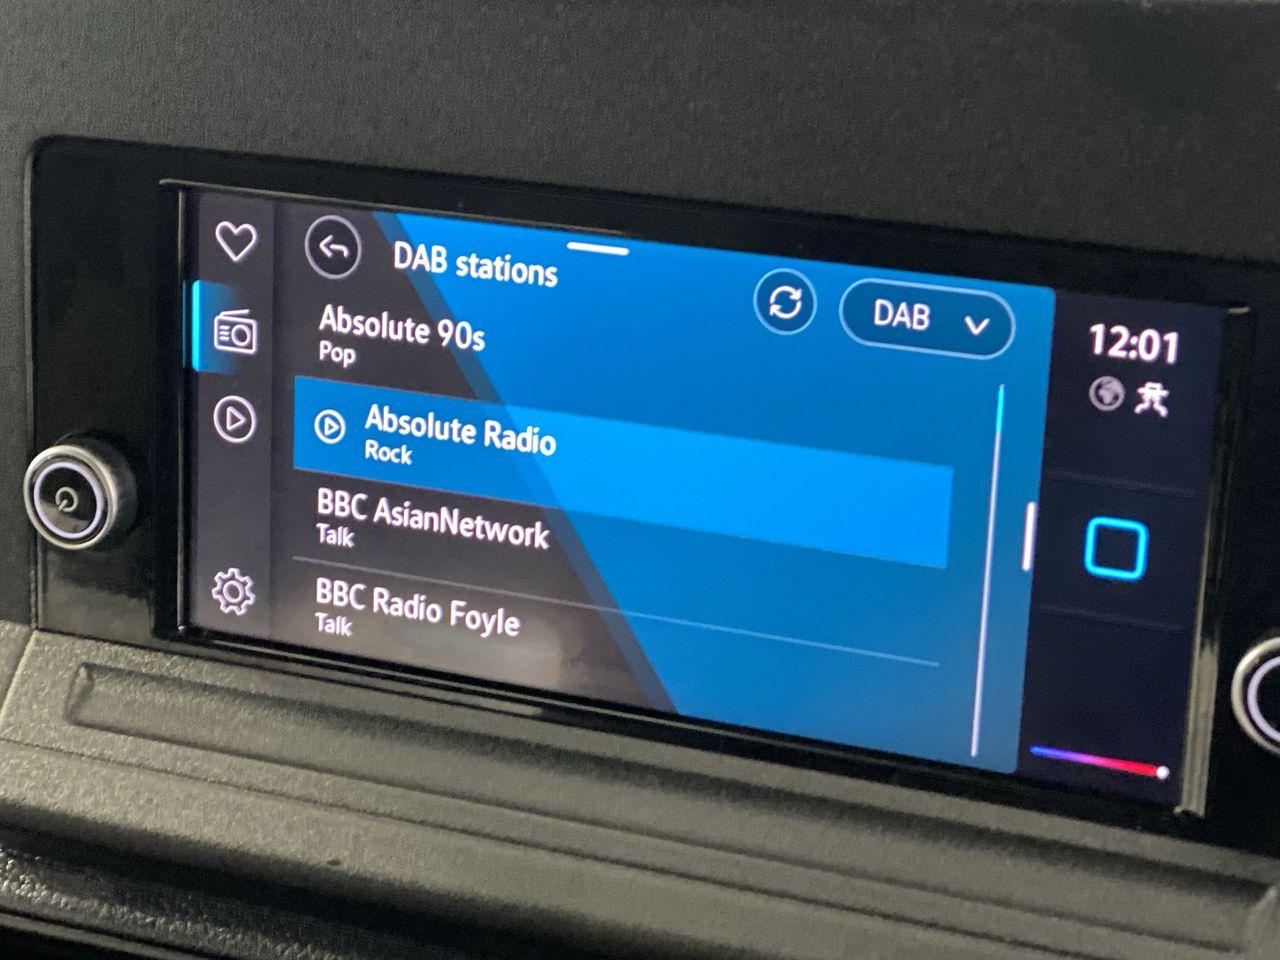 DAB stations
DAB
12:01
Absolute 90s
Pop
Absolute Radio
Rock
BBC AsianNetwork
Talk
BBC Radio Foyle
Talk